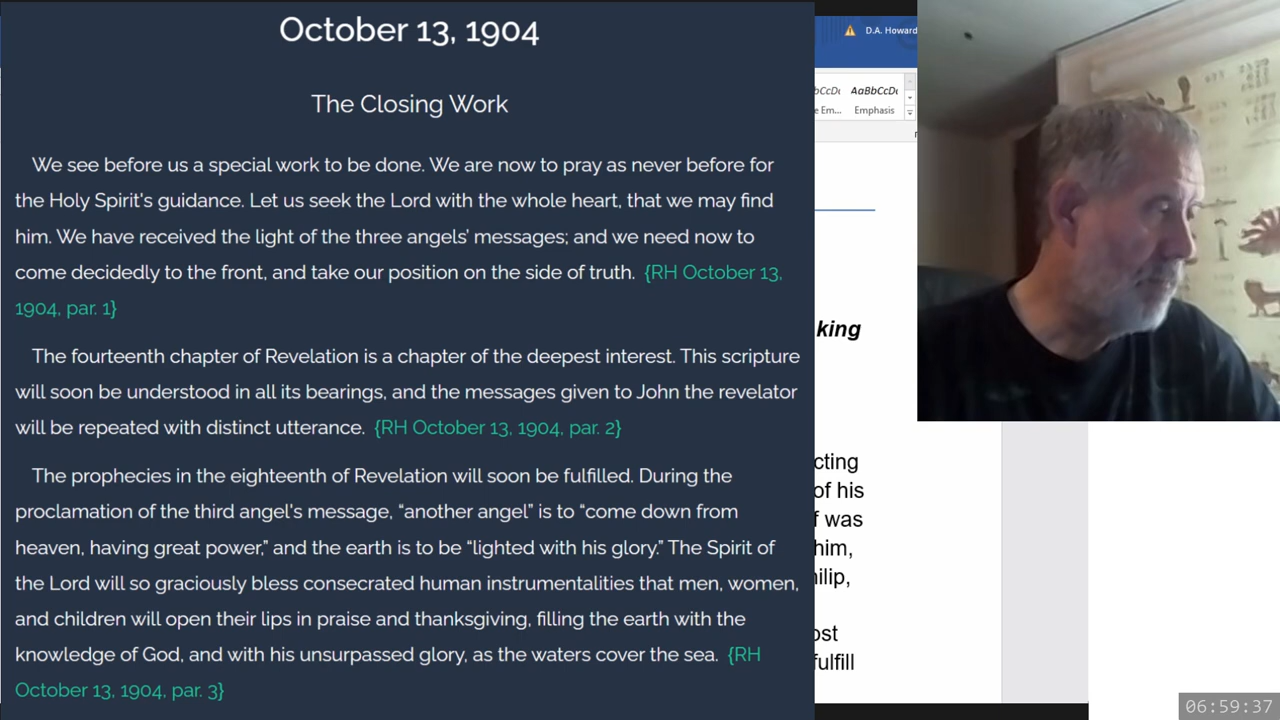 October 13, 1904
The Closing Work
We see before us a special work to be done. We are now to pray as never before for
the Holy Spirit's guidance. Let us seek the Lord with the whole heart, that we may find
him. We have received the light of the three angels’ messages; and we need now to
come decidedly to the front, and take our position on the side of truth. {RH October 13,
1904, par. 1}
The fourteenth chapter of Revelation is a chapter of the deepest interest. This scripture
will soon be understood in all its bearings, and the messages given to John the revelator
will be repeated with distinct utterance. {RH October 13, 1904, par. 2}
The prophecies in the eighteenth of Revelation will soon be fulfilled. During the
proclamation of the third angel's message, “another angel” is to “come down from
heaven, having great power,” and the earth is to be “lighted with his glory.” The Spirit of
the Lord will so graciously bless consecrated human instrumentalities that men, women,
and children will open their lips in praise and thanksgiving, filling the earth with the
knowledge of God, and with his unsurpassed glory, as the waters cover the sea. {RH
October 13, 1904, par. 3}
D.A. Howard
bCcDc AaBbCcDc
e Em... Emphasis
king
cting
of his
f was
him,
ilip,
ost
fulfill
06:59:37